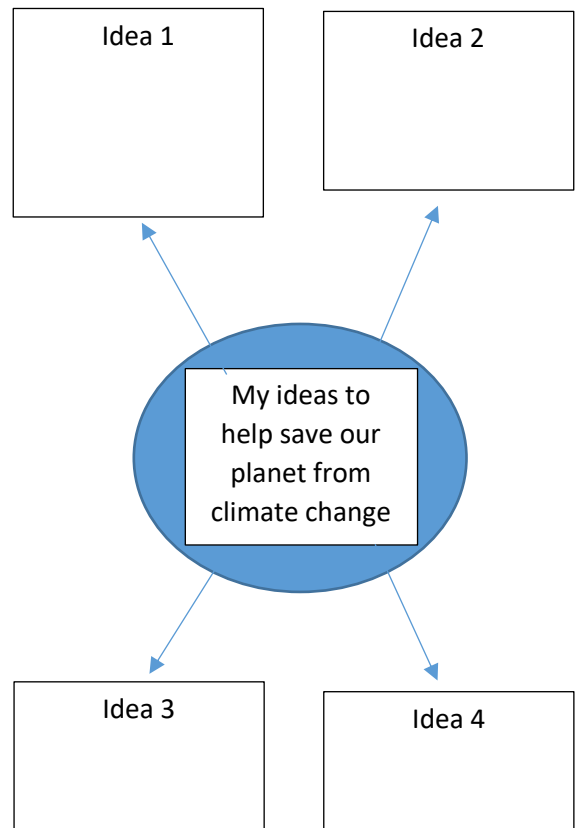 Idea 1
Idea 2
My ideas to
help save our
planet from
climate change
Idea 3
Idea 4